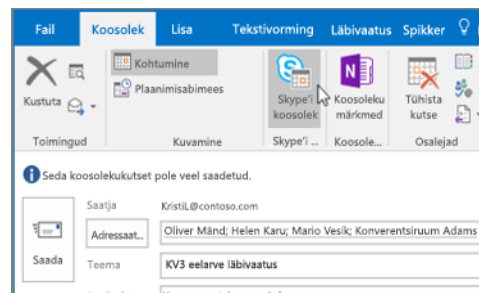 Fail Koosolek Lisa Tekstivorming Läbivaatus Spikker
Kohtumine
Plaanimisabimees
Kustuta
Skype'i koosolek
Koosoleku märkmed
Tühista kutse
Toimingud Kuvamine Skype'i ... Koosole... Osalejad
Seda koosolekukutset pole veel saadetud.
Saatja KristiL@contoso.com
Adressaat.. Oliver Mänd; Helen Karu; Mario Vesik; Konverentsiruum Adams
Saada
Teema KV3 eelarve läbivaatus